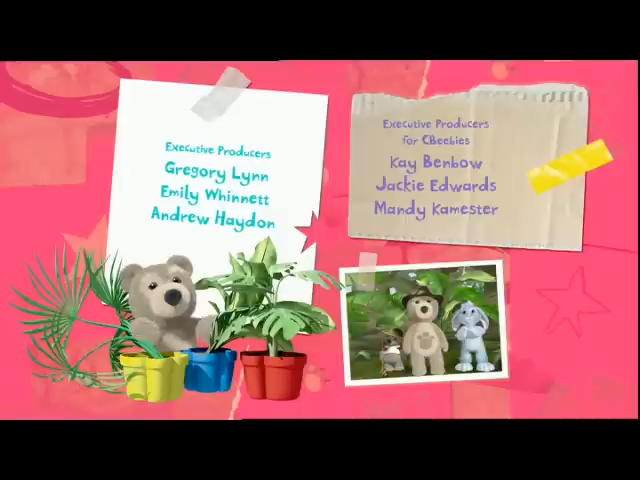 Executive Producers
Gregory Lynn
Emily Whinnett
Andrew Haydon
Executive Producers
for CBeebies
Kay Benbow
Jackie Edwards
Mandy Kamester